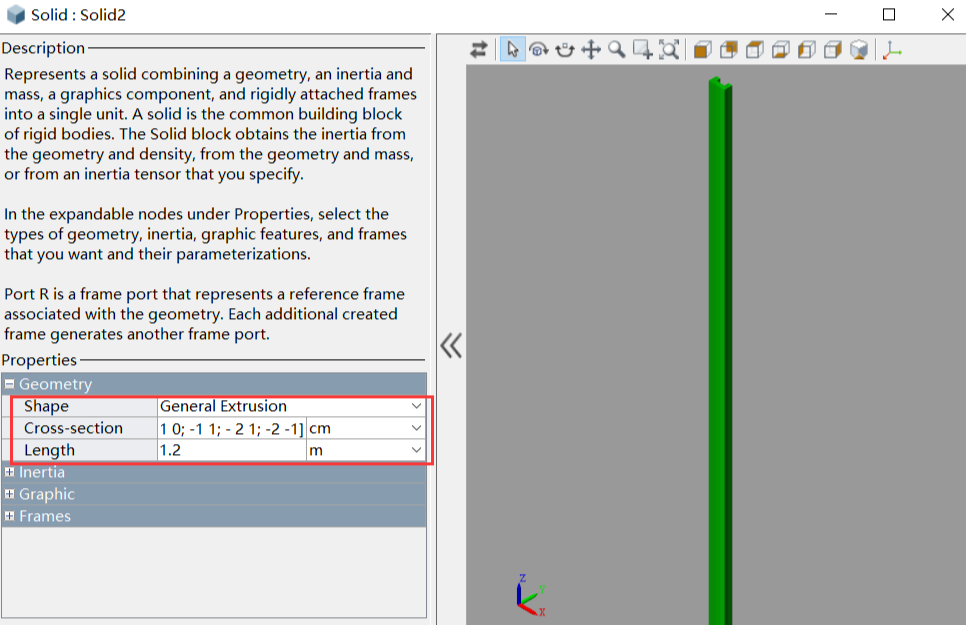 Solid : Solid2
Description
Represents a solid combining a geometry, an inertia and
mass, a graphics component, and rigidly attached frames
into a single unit. A solid is the common building block
of rigid bodies. The Solid block obtains the inertia from
the geometry and density, from the geometry and mass,
or from an inertia tensor that you specify.
In the expandable nodes under Properties, select the
types of geometry, inertia, graphic features, and frames
that you want and their parameterizations.
Port R is a frame port that represents a reference frame
associated with the geometry. Each additional created
frame generates another frame port.
Properties
Geometry
Shape General Extrusion
Cross-section 1 0; -1 1; - 2 1; -2 -1] cm
Length 1.2 m
Inertia
Graphic
Frames
Z
Y
X